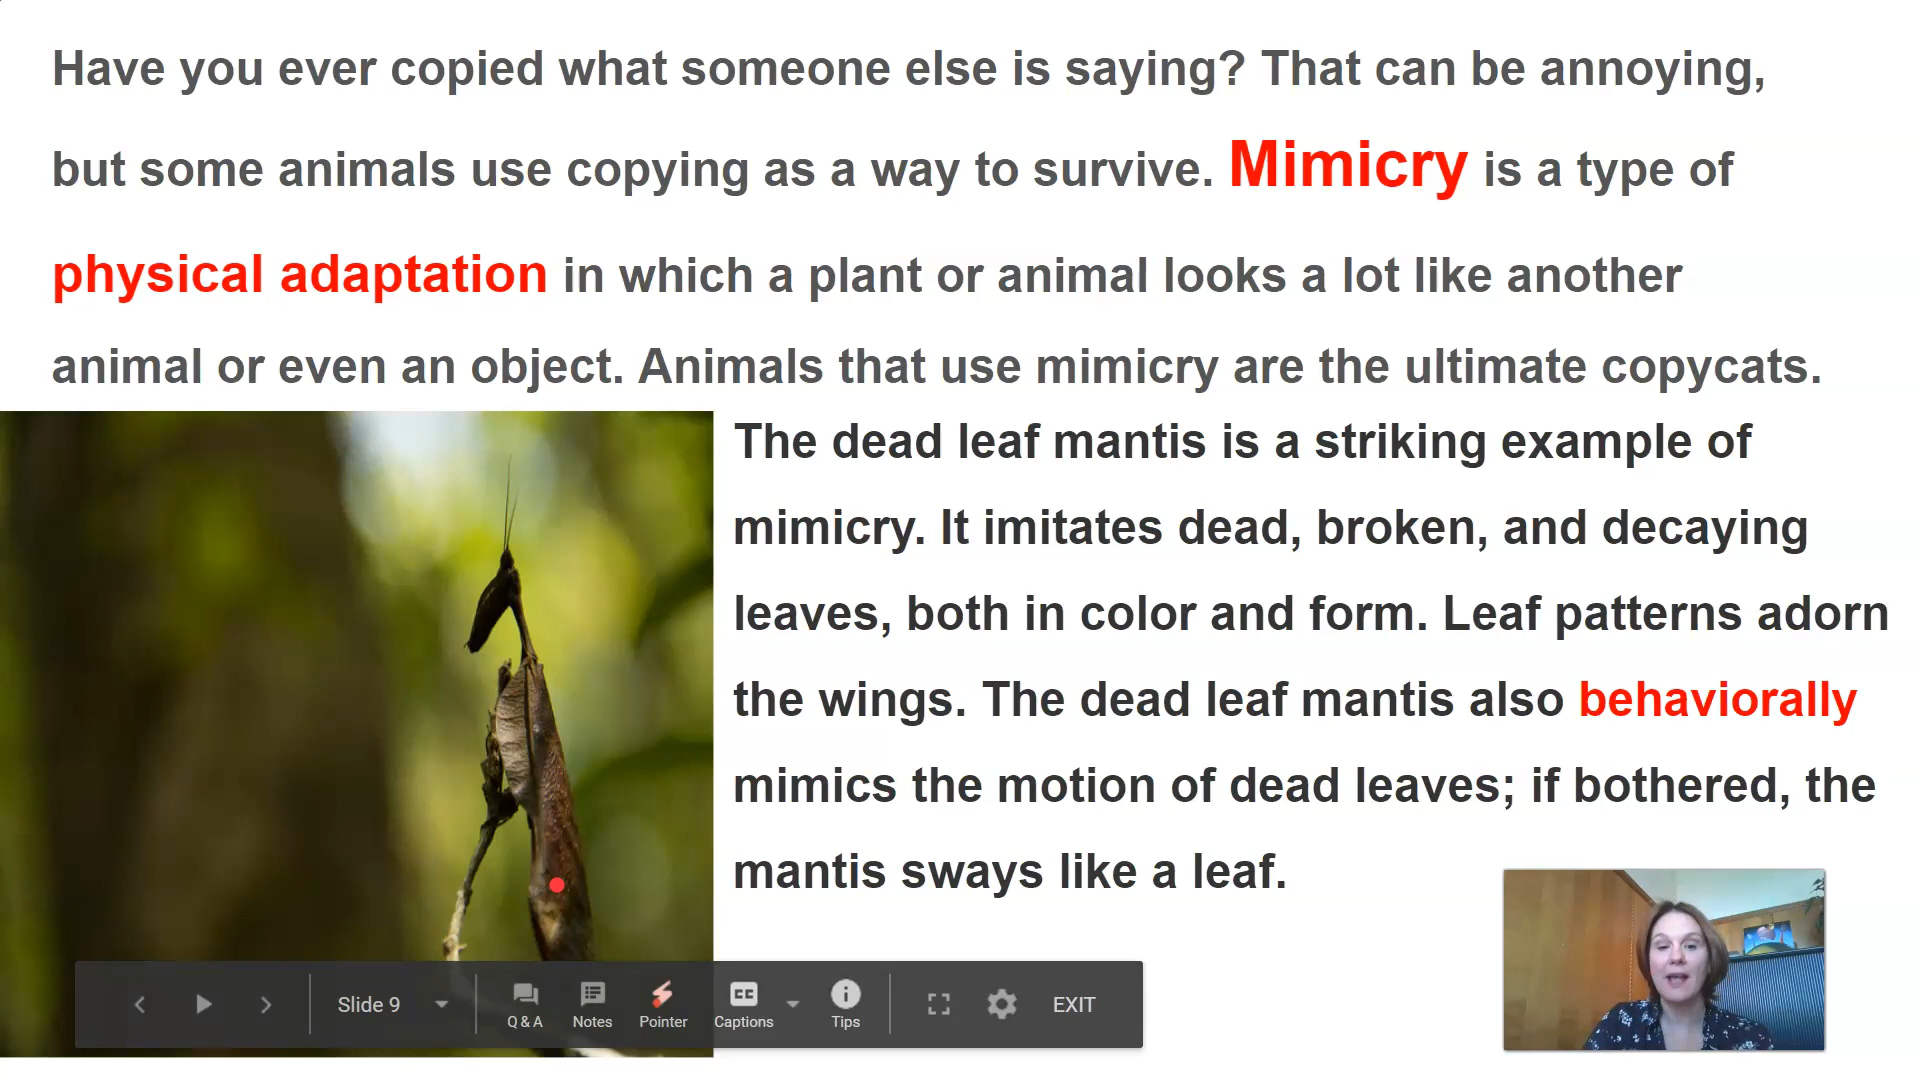 Have you ever copied what someone else is saying? That can be annoying,
but some animals use copying as a way to survive. Mimicry is a type of
physical adaptation in which a plant or animal looks a lot like another
animal or even an object. Animals that use mimicry are the ultimate copycats.
The dead leaf mantis is a striking example of
mimicry. It imitates dead, broken, and decaying
leaves, both in color and form. Leaf patterns adorn
the wings. The dead leaf mantis also behaviorally
mimics the motion of dead leaves; if bothered, the
mantis sways like a leaf.
Slide 9 Q & A Notes Pointer CC Captions Tips EXIT